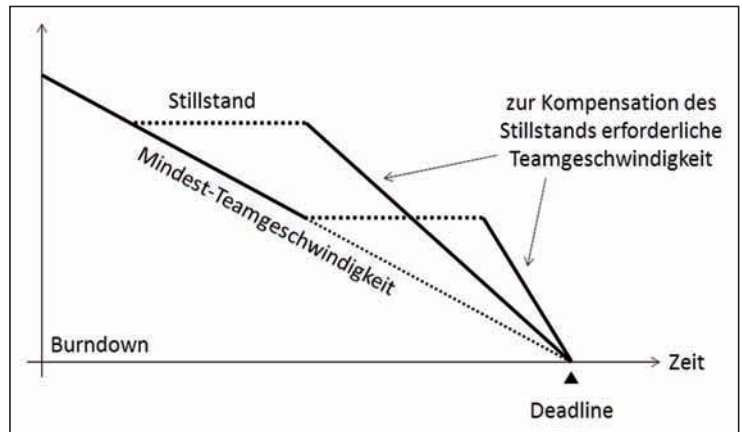 Stillstand
zur Kompensation des
Stillstands erforderliche
Teamgeschwindigkeit
Mindest-Teamgeschwindigkeit
Burndown
Zeit
Deadline